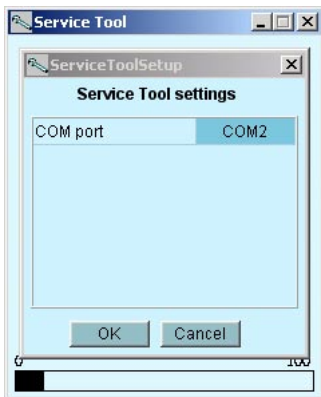 Service Tool
ServiceToolSetup
Service Tool settings
COM port COM2
OK Cancel
0 100